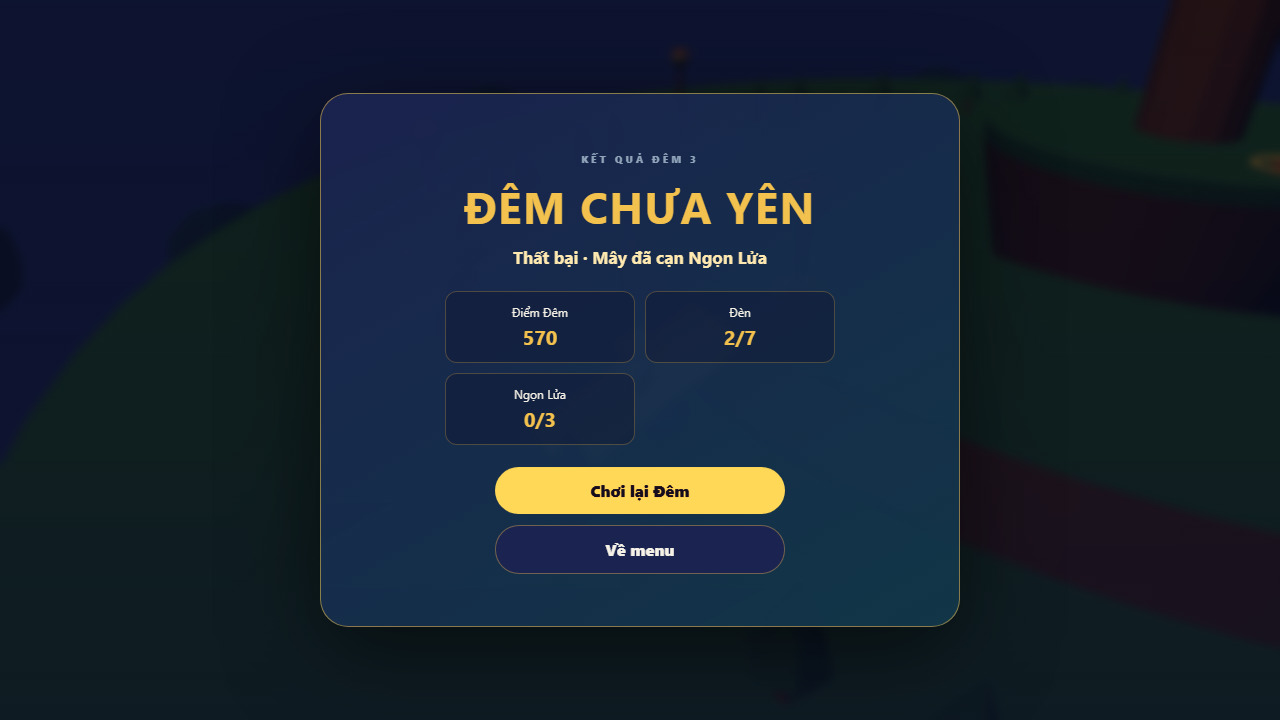 KẾT QUẢ ĐÊM 3
ĐÊM CHƯA YÊN
Thất bại · Mây đã cạn Ngọn Lửa
Điểm Đêm
570
Đèn
2/7
Ngọn Lửa
0/3
Chơi lại Đêm
Về menu